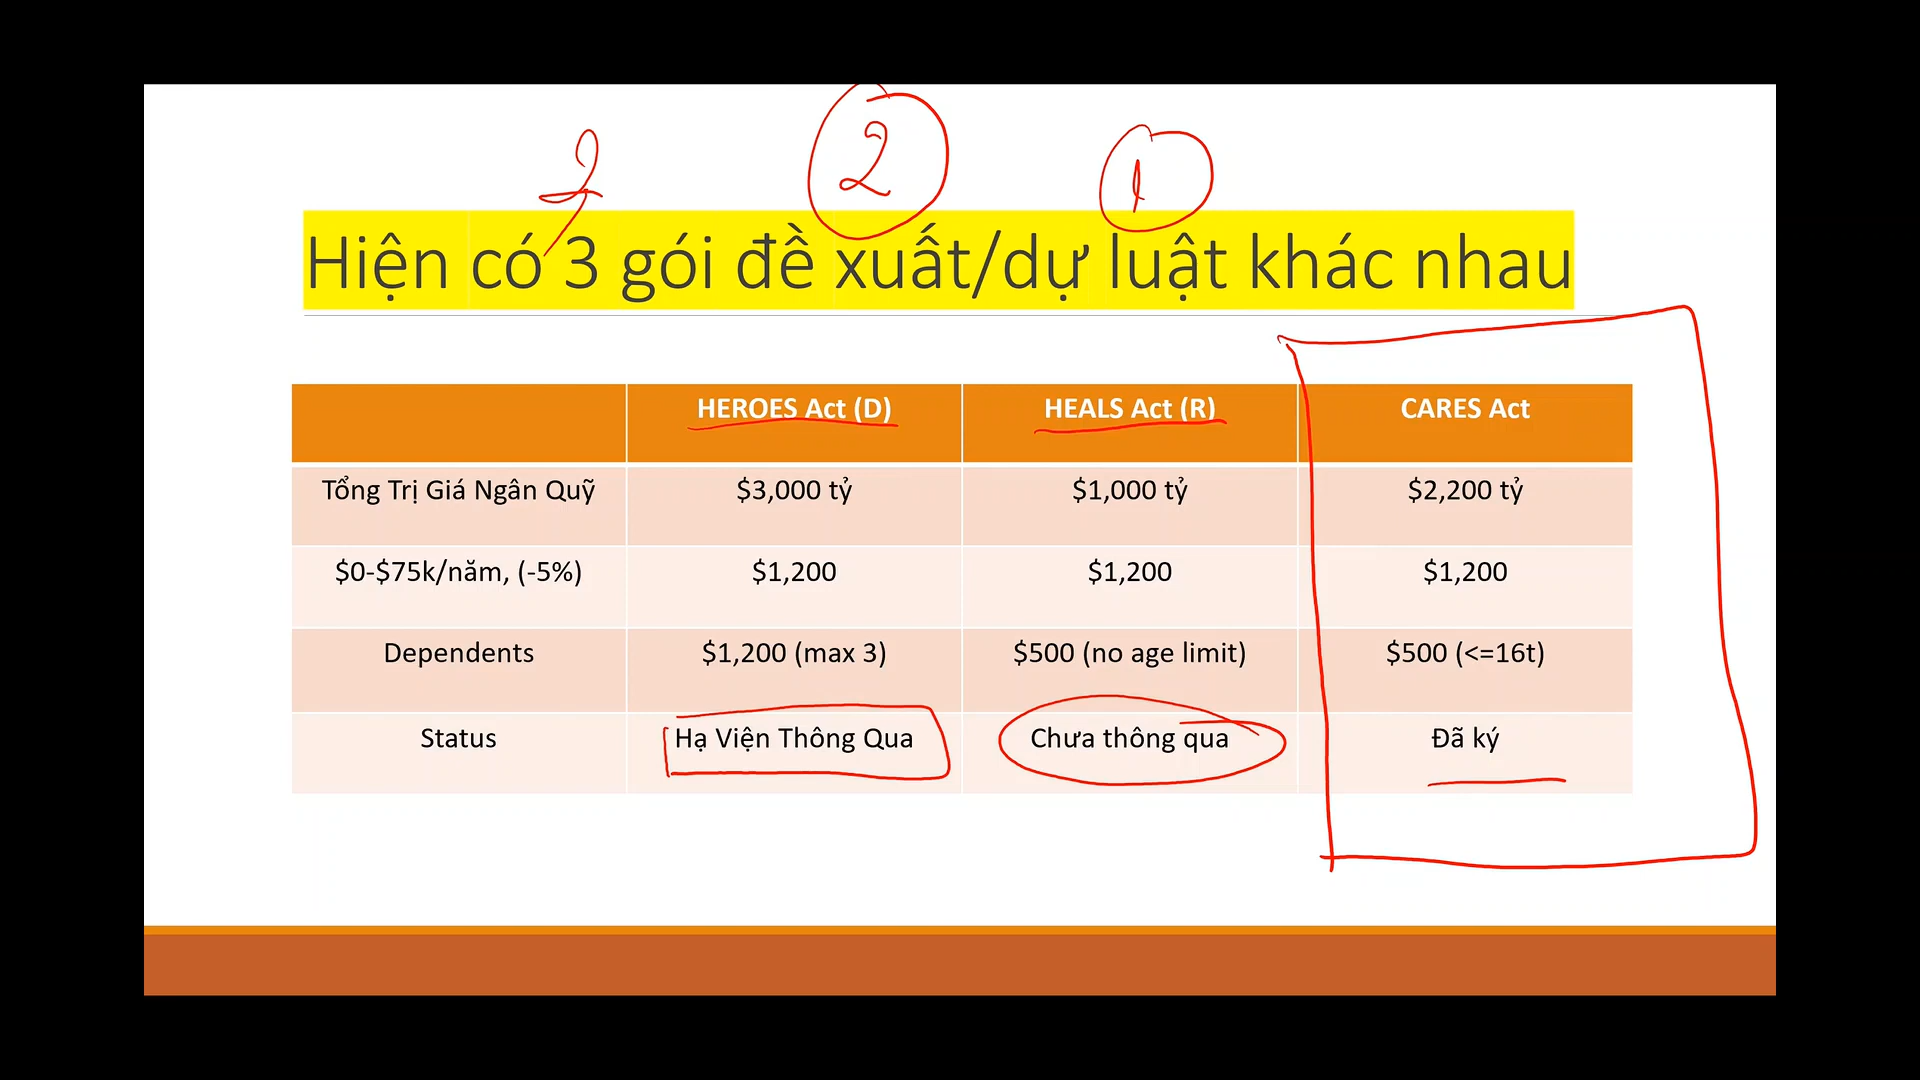 2
2
1
Hiện có 3 gói đề xuất/dự luật khác nhau
HEROES Act (D) HEALS Act (R) CARES Act
Tổng Trị Giá Ngân Quỹ $3,000 tỷ $1,000 tỷ $2,200 tỷ
$0-$75k/năm, (-5%) $1,200 $1,200 $1,200
Dependents $1,200 (max 3) $500 (no age limit) $500 (<=16t)
Status Hạ Viện Thông Qua Chưa thông qua Đã ký